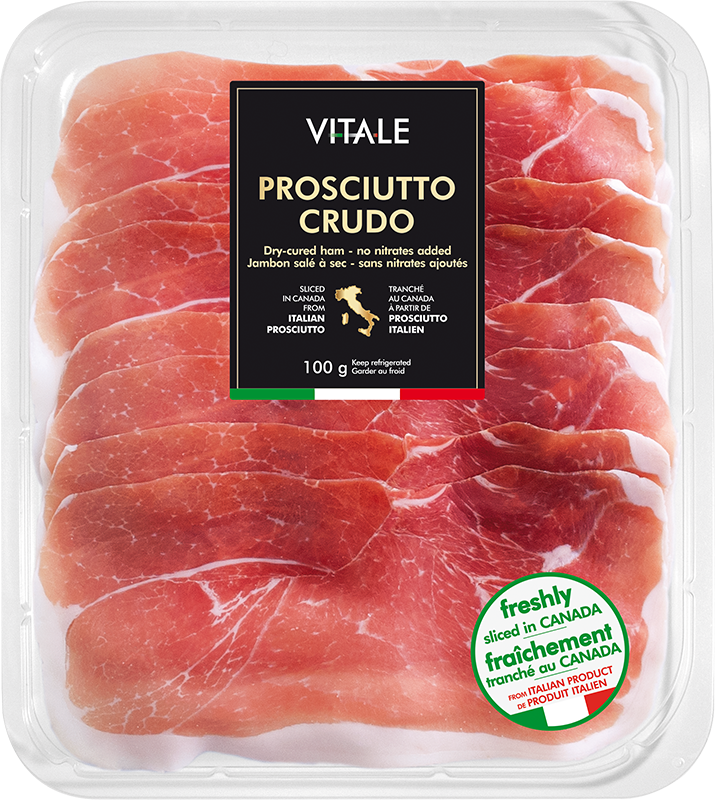 VITALE
PROSCIUTTO
CRUDO
Dry-cured ham - no nitrates added
Jambon salé à sec - sans nitrates ajoutés
SLICED
IN CANADA
FROM
ITALIAN
PROSCIUTTO
TRANCHÉ
AU CANADA
À PARTIR DE
PROSCIUTTO
ITALIEN
100 g
Keep refrigerated
Garder au froid
freshly
sliced in CANADA
fraîchement
tranché au CANADA
FROM ITALIAN PRODUCT
DE PRODUIT ITALIEN